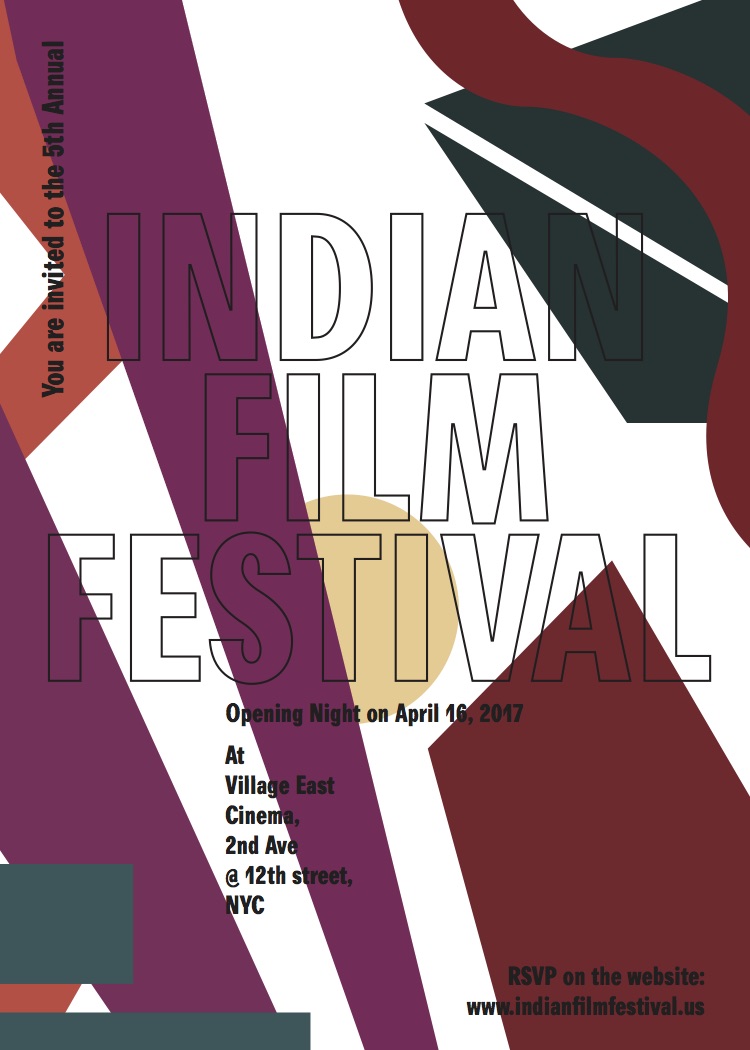 You are invited to the 5th Annual
INDIAN
FILM
FESTIVAL
Opening Night on April 16, 2017
At
Village East
Cinema,
2nd Ave
@ 12th street,
NYC
RSVP on the website:
www.indianfilmfestival.us